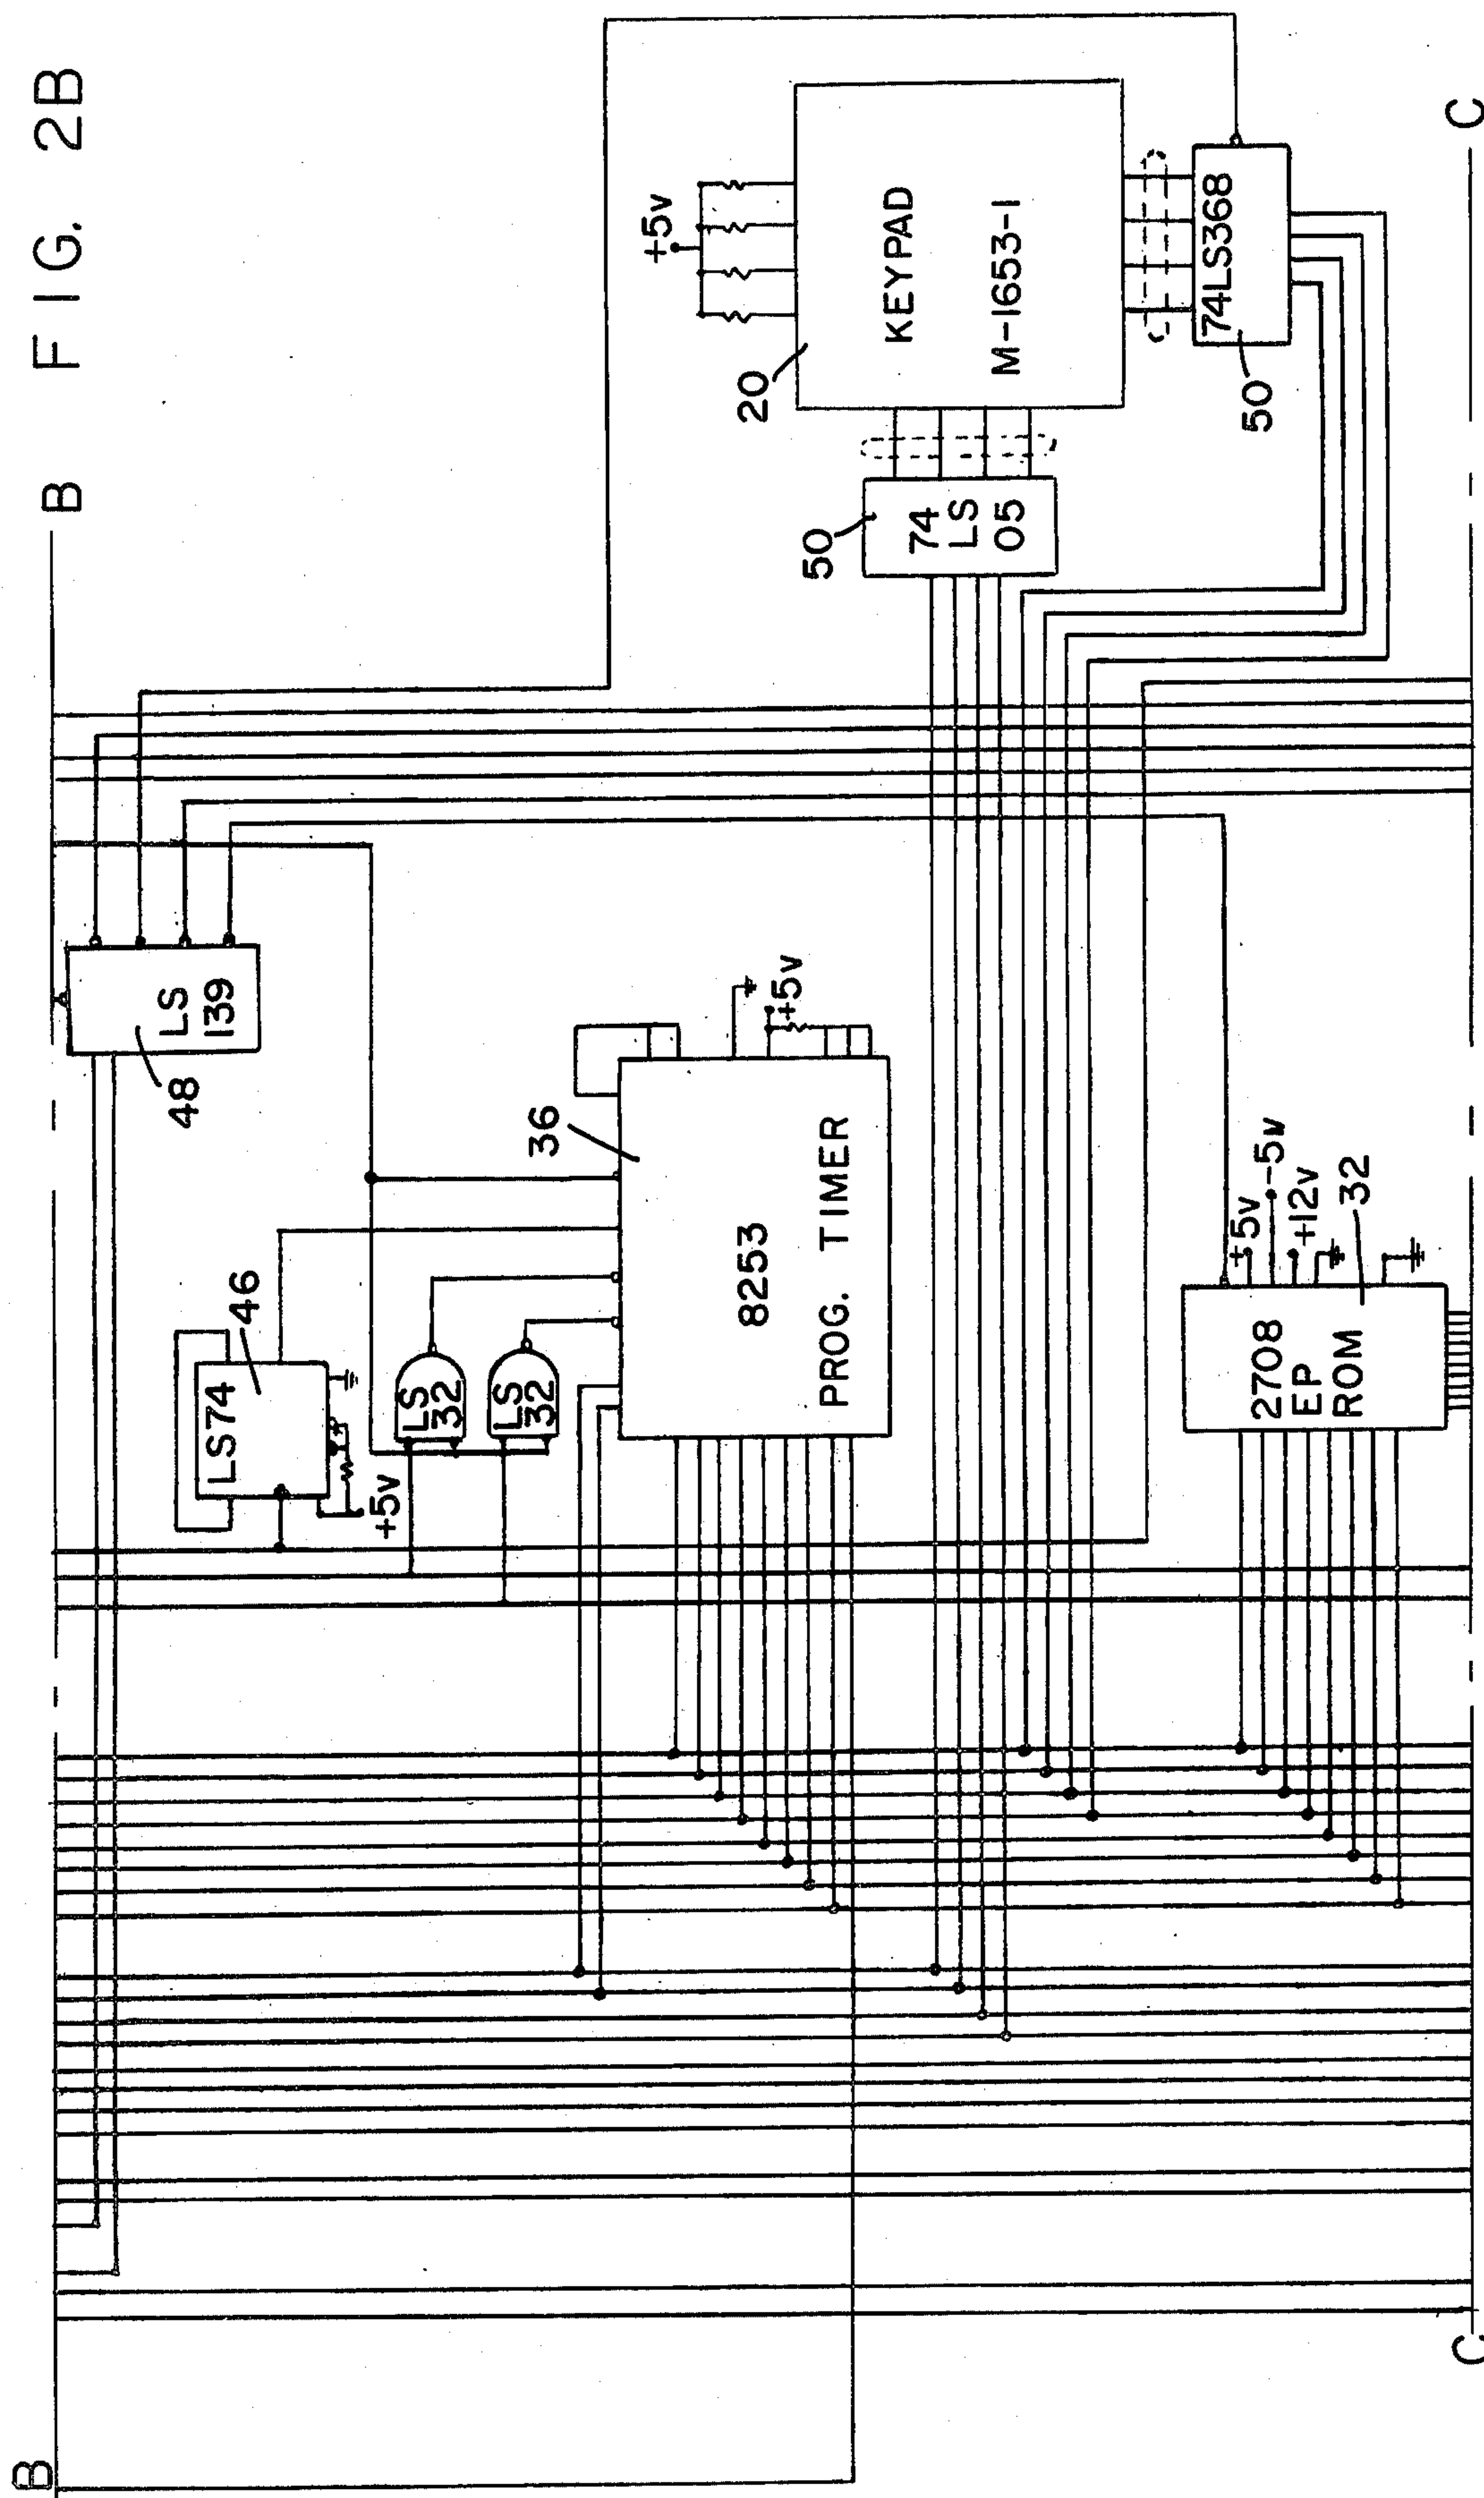 FIG. 2B
B
B
48
LS
139
46
LS74
+5v
LS
32
LS
32
36
8253
PROG. TIMER
+5v
+5v
20
KEYPAD
M-1653-1
50
74
LS
05
74LS368
50
2708
EP
ROM
+5v
-5v
+12v
32
C
C